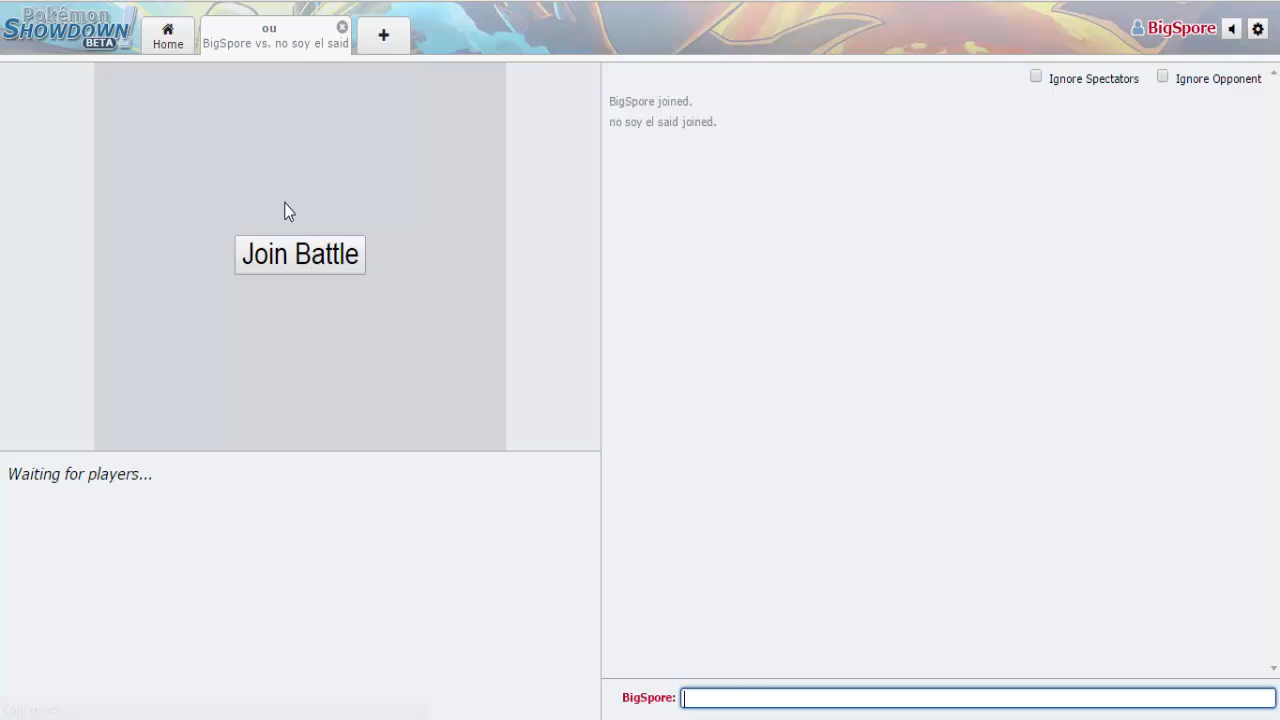 Pokémon
SHOWDOWN
BETA
Home
ou
BigSpore vs. no soy el said
+
BigSpore
Ignore Spectators
Ignore Opponent
BigSpore joined.
no soy el said joined.
Join Battle
Waiting for players...
BigSpore: